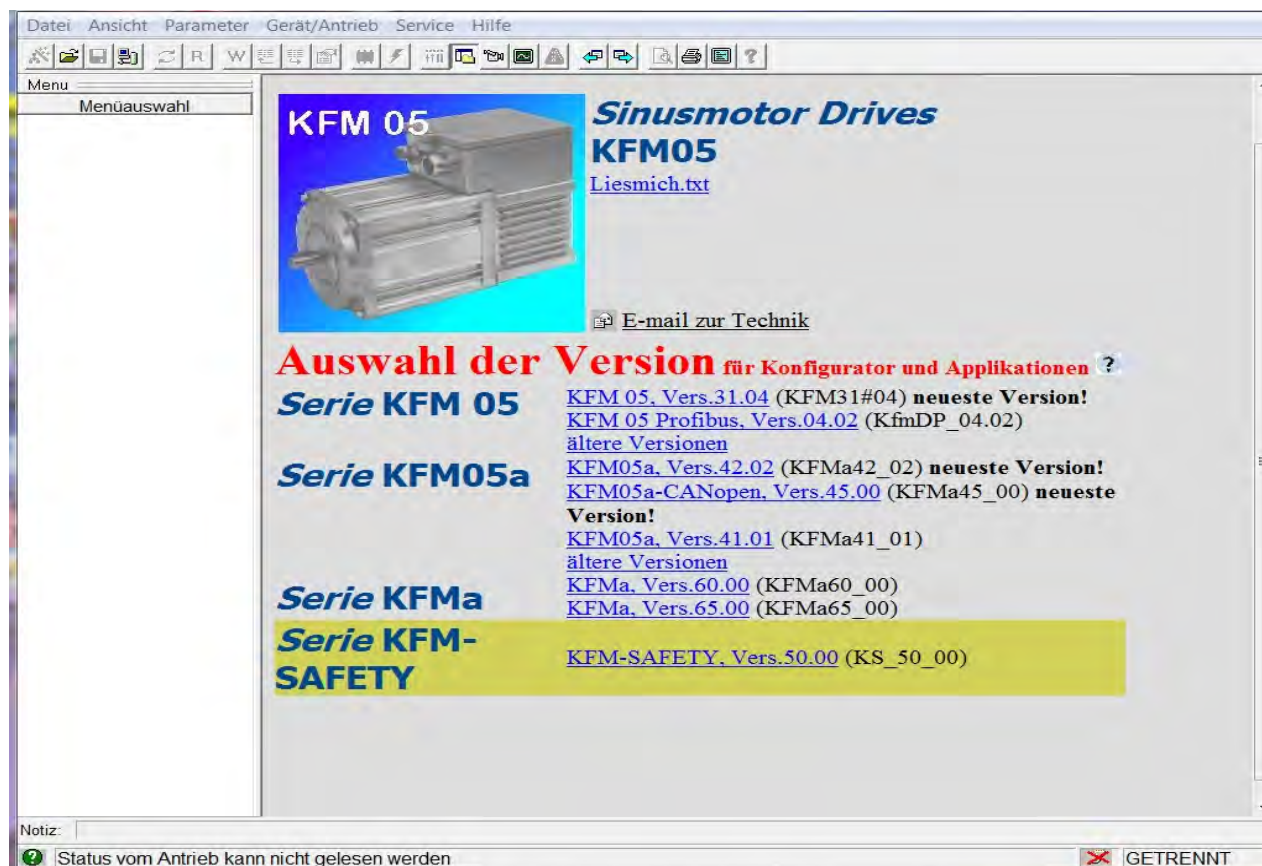 Datei Ansicht Parameter Gerät/Antrieb Service Hilfe
R W ?
Menu
Menüauswahl
KFM 05
Sinusmotor Drives
KFM05
Liesmich.txt
E-mail zur Technik
Auswahl der Version für Konfigurator und Applikationen ?
Serie KFM 05
KFM 05, Vers.31.04 (KFM31#04) neueste Version!
KFM 05 Profibus, Vers.04.02 (KfmDP_04.02)
ältere Versionen
Serie KFM05a
KFM05a, Vers.42.02 (KFMa42_02) neueste Version!
KFM05a-CANopen, Vers.45.00 (KFMa45_00) neueste
Version!
KFM05a, Vers.41.01 (KFMa41_01)
ältere Versionen
Serie KFMa
KFMa, Vers.60.00 (KFMa60_00)
KFMa, Vers.65.00 (KFMa65_00)
Serie KFM-
SAFETY
KFM-SAFETY, Vers.50.00 (KS_50_00)
Notiz:
? Status vom Antrieb kann nicht gelesen werden
GETRENNT